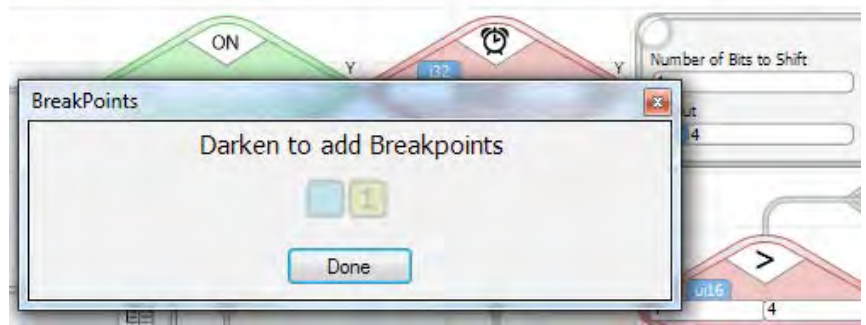 ON
Y
i32
Y
Number of Bits to Shift
BreakPoints
ut
4
Darken to add Breakpoints
1
Done
>
ui16
4